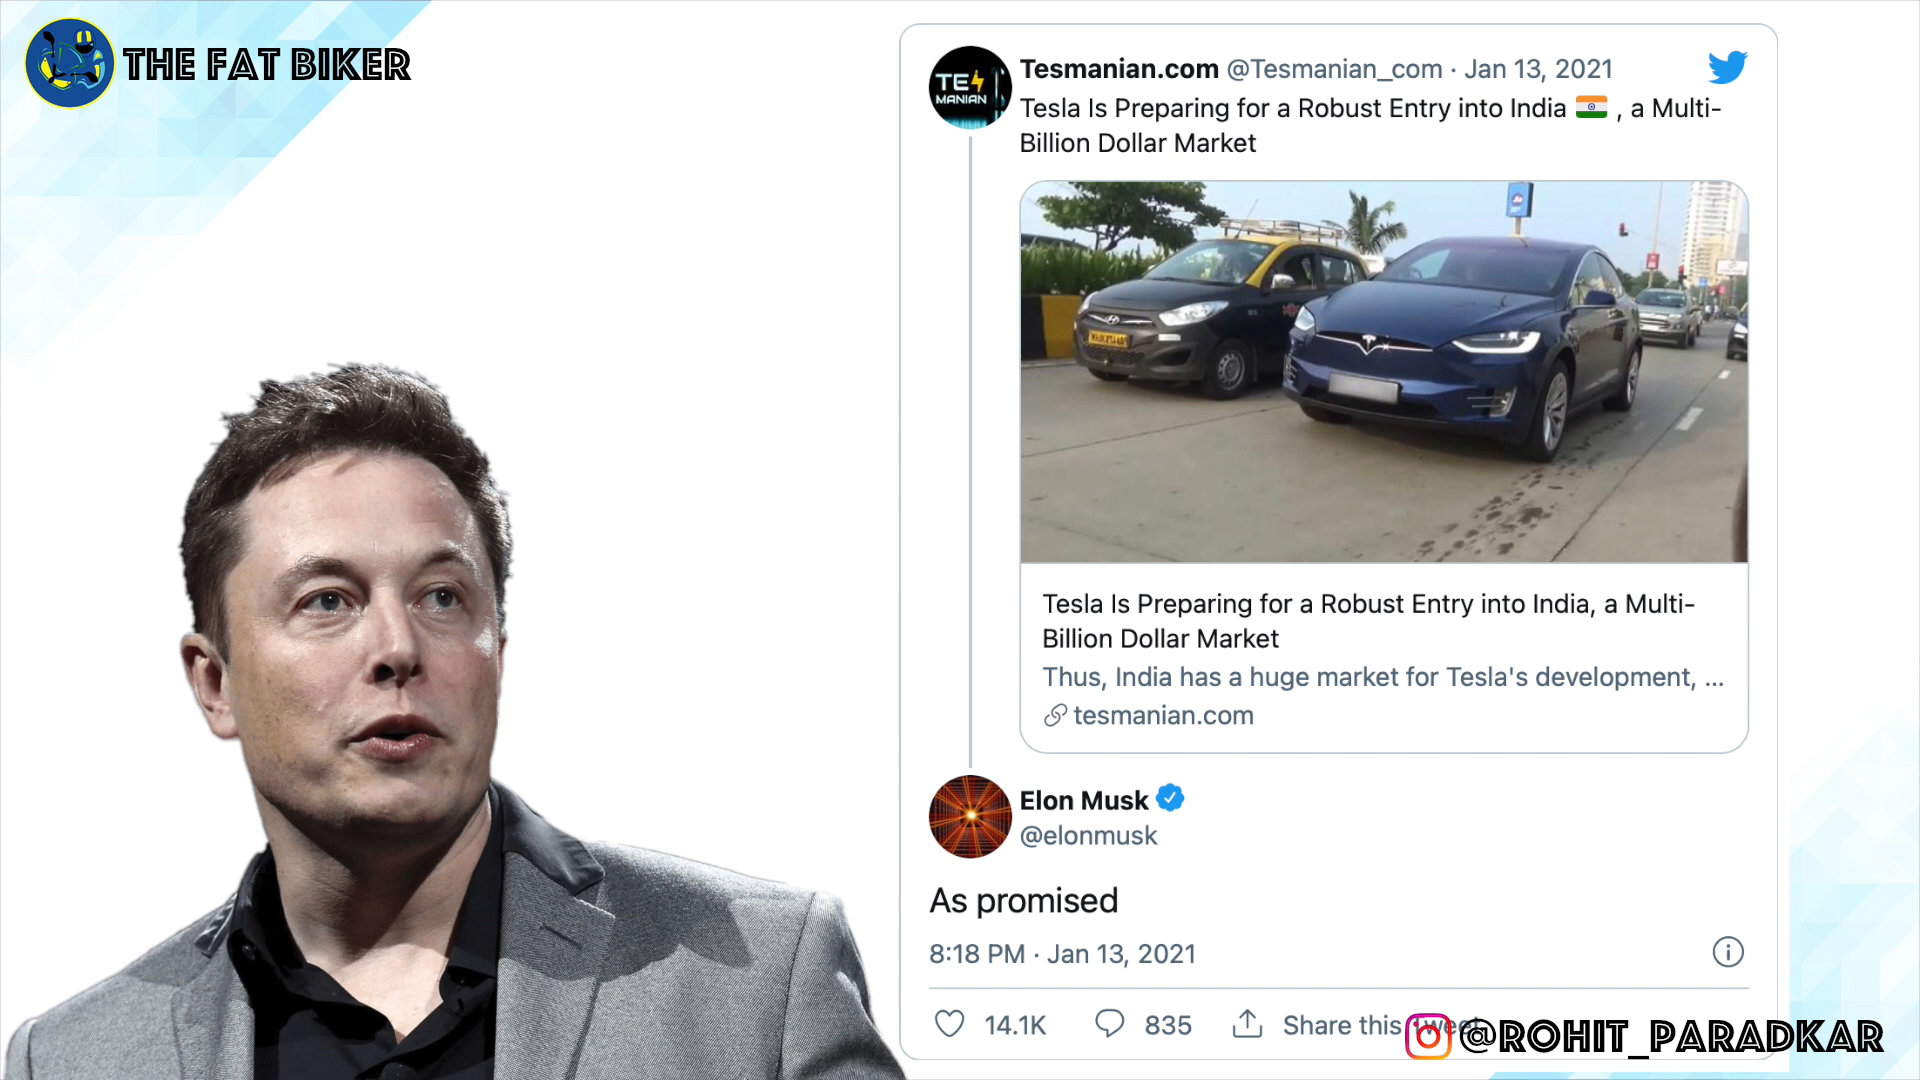 THE FAT BIKER
TES
MANIAN
Tesmanian.com @Tesmanian_com · Jan 13, 2021
Tesla Is Preparing for a Robust Entry into India 🇮🇳 , a Multi-
Billion Dollar Market
Tesla Is Preparing for a Robust Entry into India, a Multi-
Billion Dollar Market
Thus, India has a huge market for Tesla's development, ...
tesmanian.com
Elon Musk
@elonmusk
As promised
8:18 PM · Jan 13, 2021
14.1K 835 Share this Tweet
@ROHIT_PARADKAR